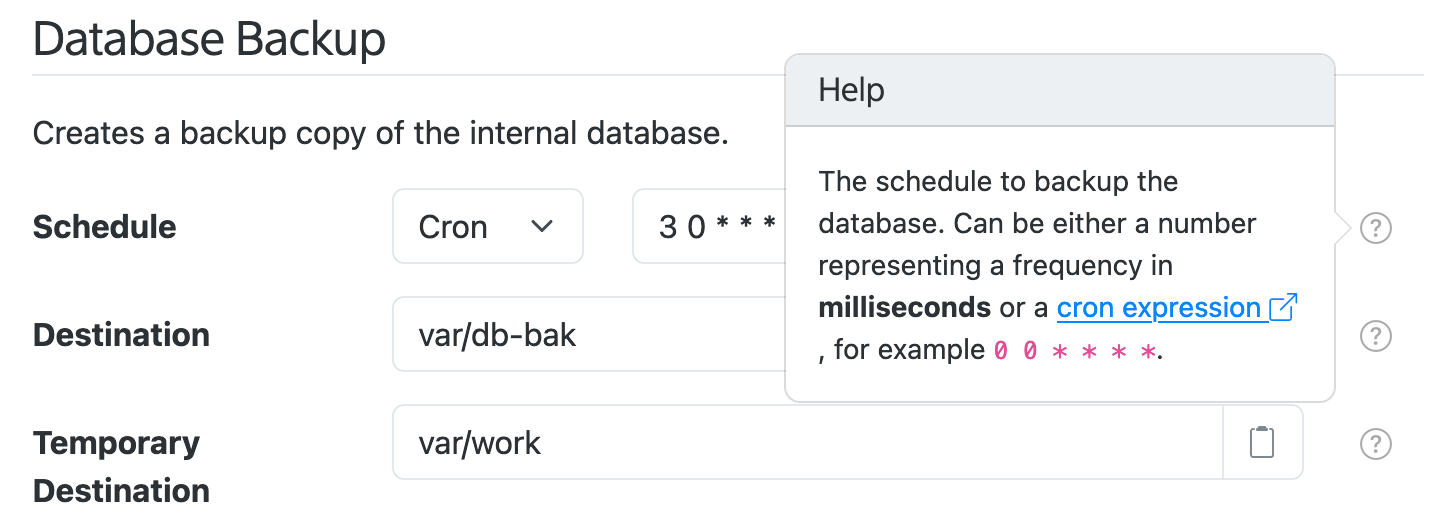 Database Backup
Help
Creates a backup copy of the internal database.
The schedule to backup the
database. Can be either a number
representing a frequency in
milliseconds or a cron expression
, for example 0 0 * * * *.
Schedule
Cron
3 0 * * *
?
Destination
var/db-bak
?
Temporary
Destination
var/work
?